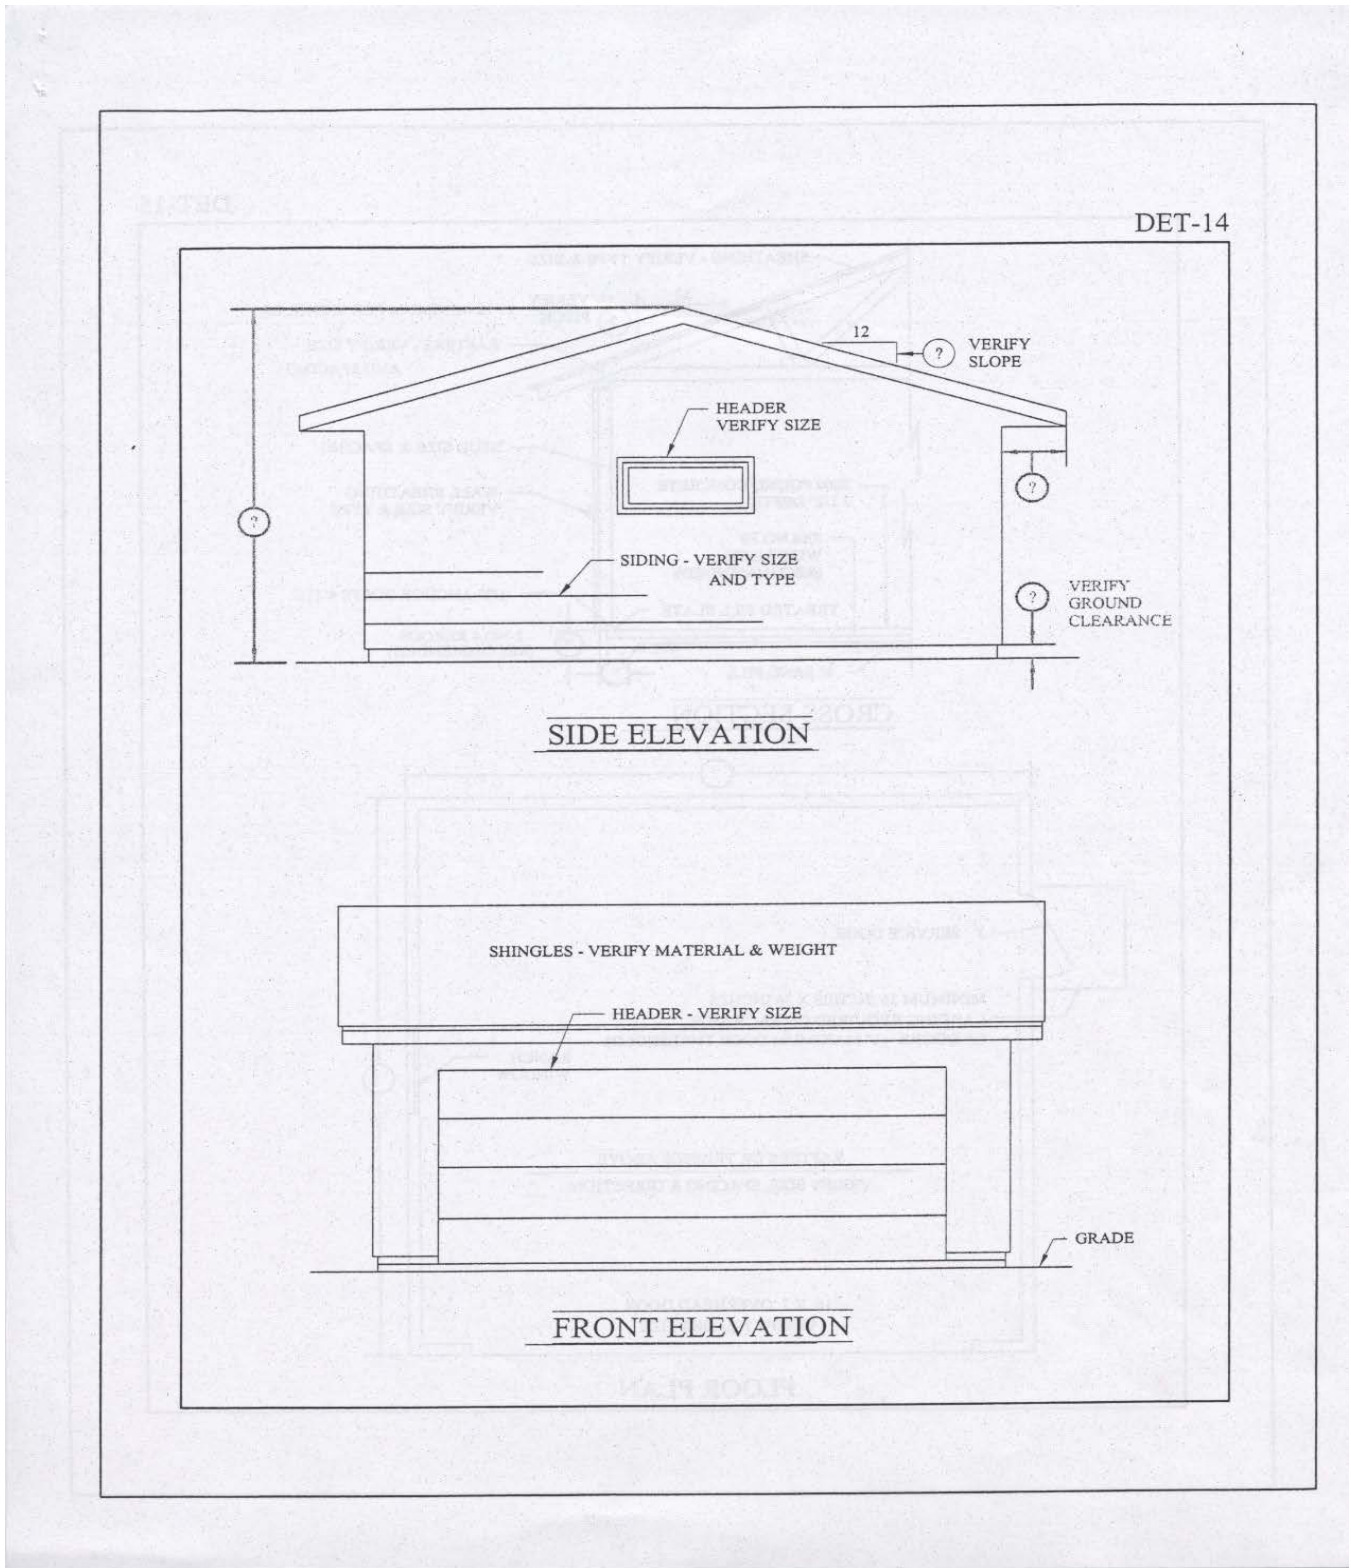 DET-14
12
?
VERIFY
SLOPE
HEADER
VERIFY SIZE
?
?
SIDING - VERIFY SIZE
AND TYPE
?
VERIFY
GROUND
CLEARANCE
SIDE ELEVATION
SHINGLES - VERIFY MATERIAL & WEIGHT
HEADER - VERIFY SIZE
GRADE
FRONT ELEVATION